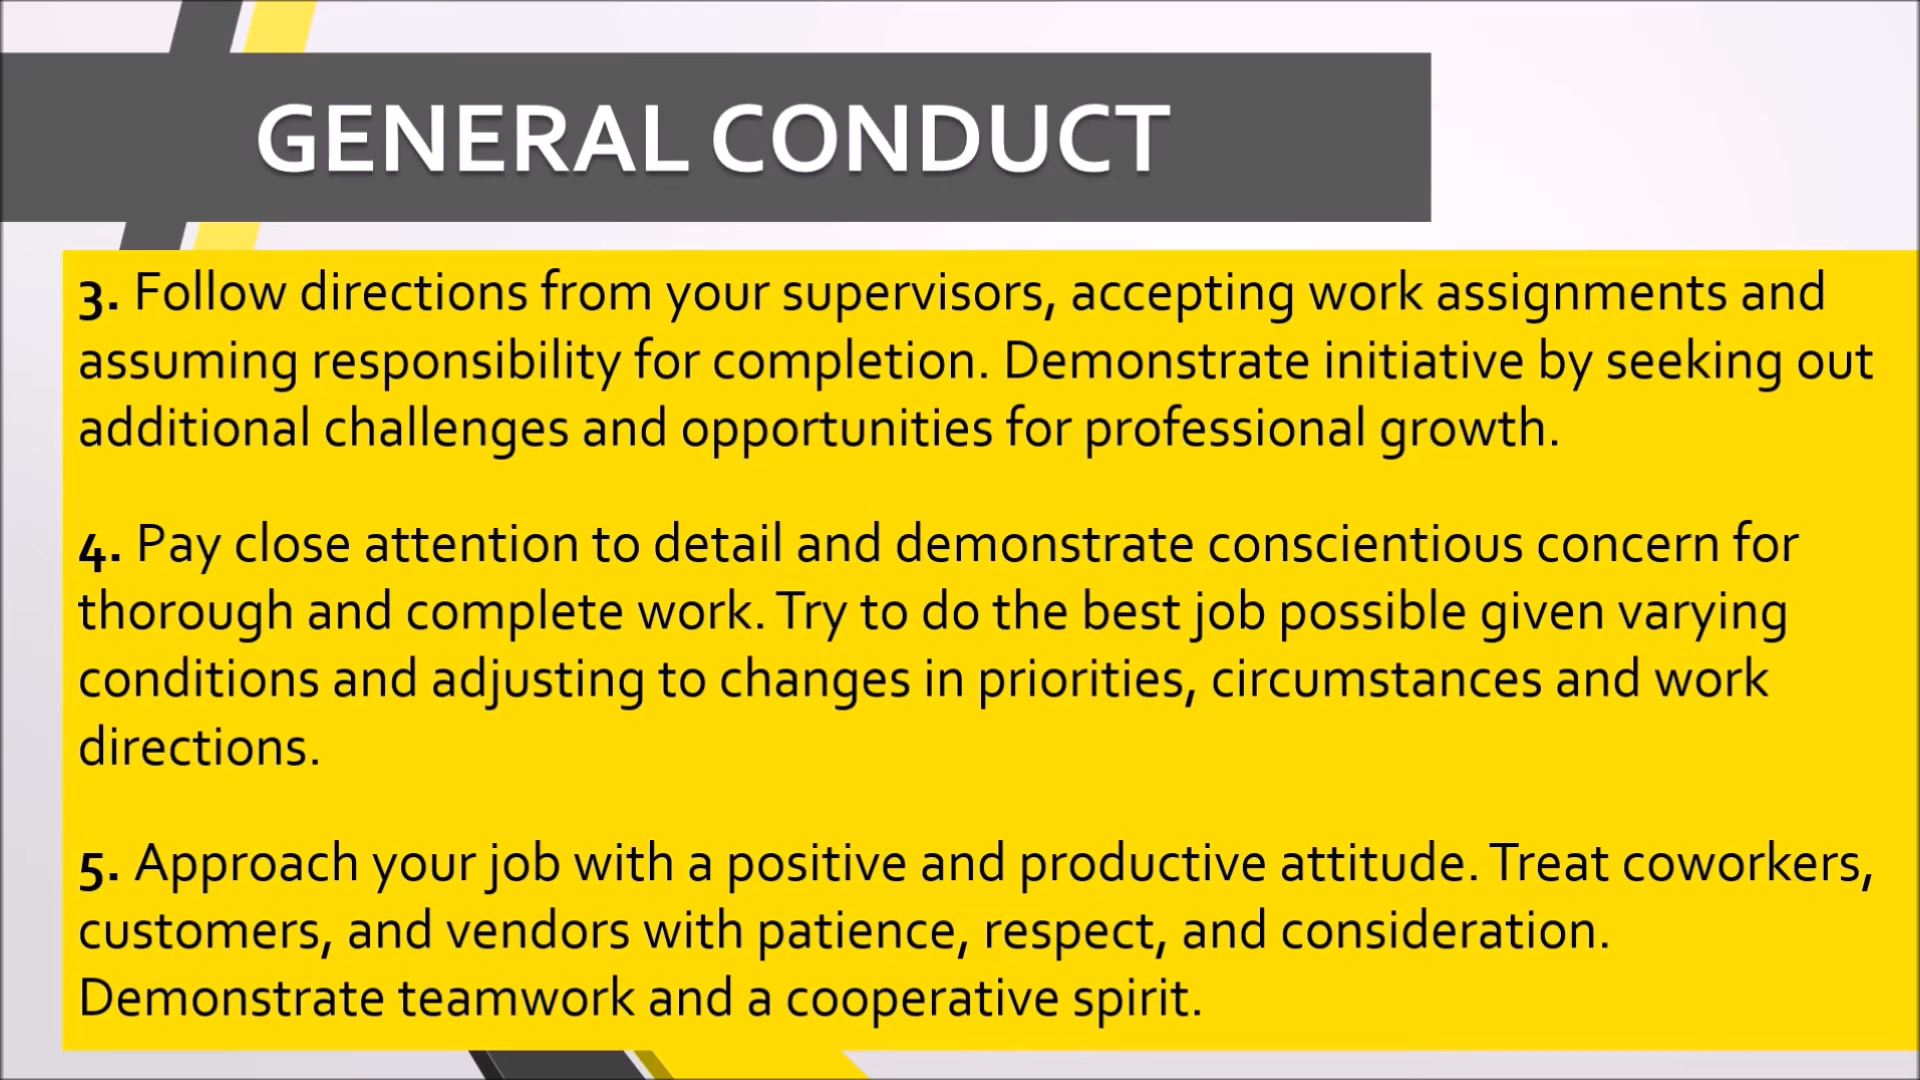 GENERAL CONDUCT
3. Follow directions from your supervisors, accepting work assignments and
assuming responsibility for completion. Demonstrate initiative by seeking out
additional challenges and opportunities for professional growth.
4. Pay close attention to detail and demonstrate conscientious concern for
thorough and complete work. Try to do the best job possible given varying
conditions and adjusting to changes in priorities, circumstances and work
directions.
5. Approach your job with a positive and productive attitude. Treat coworkers,
customers, and vendors with patience, respect, and consideration.
Demonstrate teamwork and a cooperative spirit.